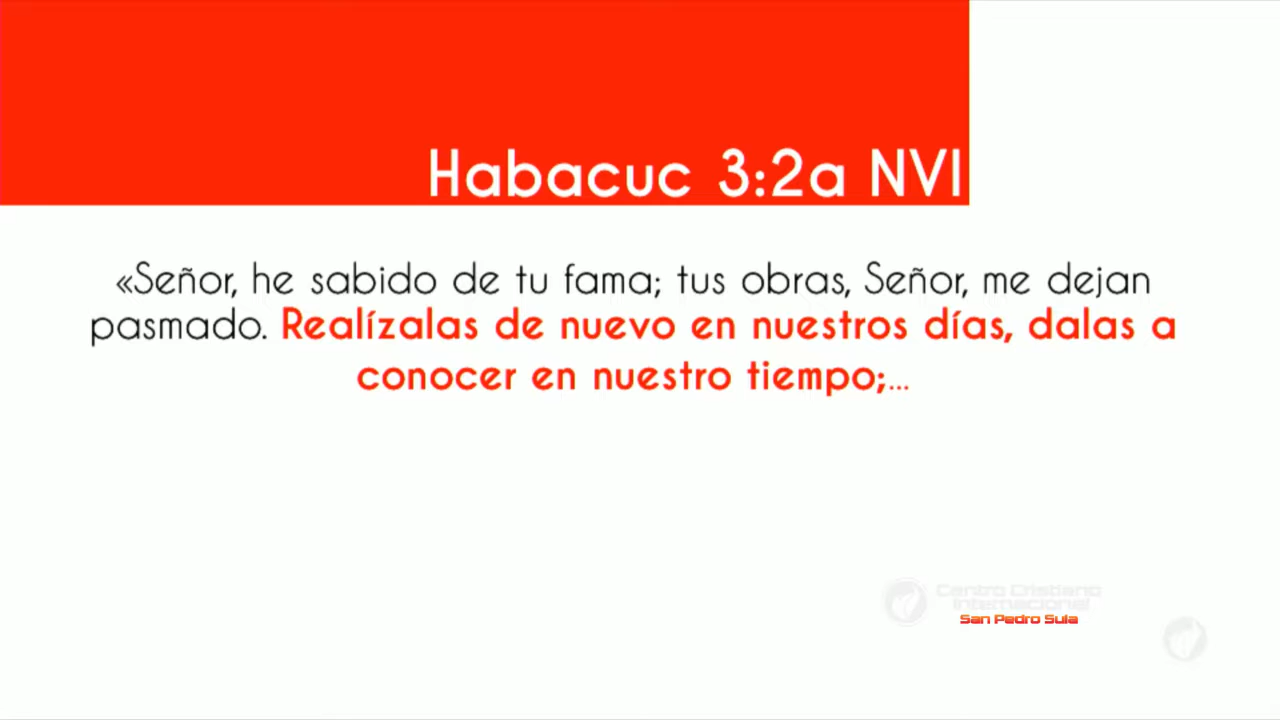 Habacuc 3:2a NVI
«Señor, he sabido de tu fama; tus obras, Señor, me dejan
pasmado. Realízalas de nuevo en nuestros días, dalas a
conocer en nuestro tiempo;...
Centro Cristiano
Internacional
San Pedro Sula